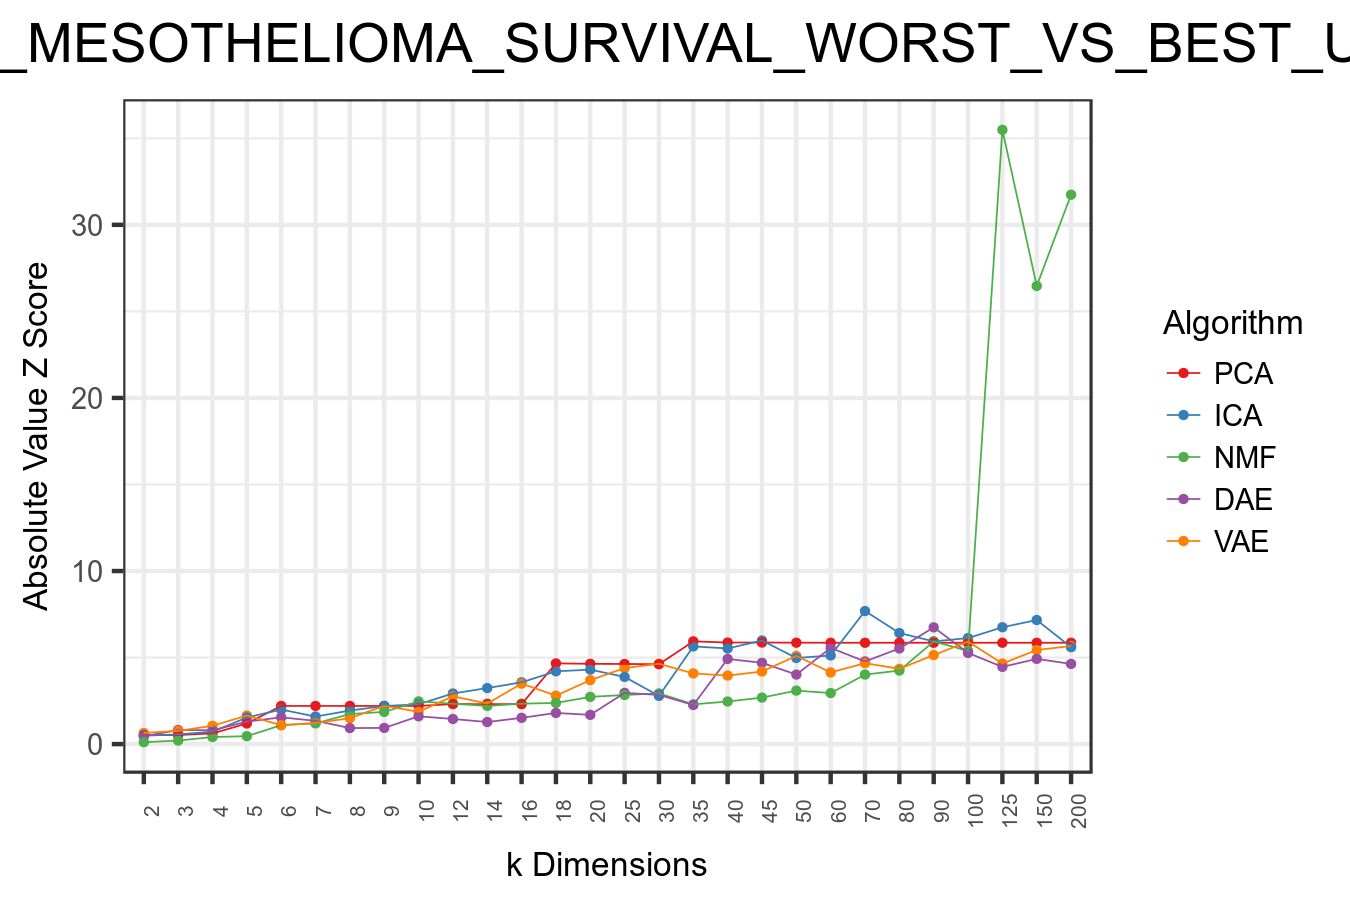 _MESOTHELIOMA_SURVIVAL_WORST_VS_BEST_U
Absolute Value Z Score
30
20
10
0
2 3 4 5 6 7 8 9 10 12 14 16 18 20 25 30 35 40 45 50 60 70 80 90 100 125 150 200
k Dimensions
Algorithm
PCA
ICA
NMF
DAE
VAE